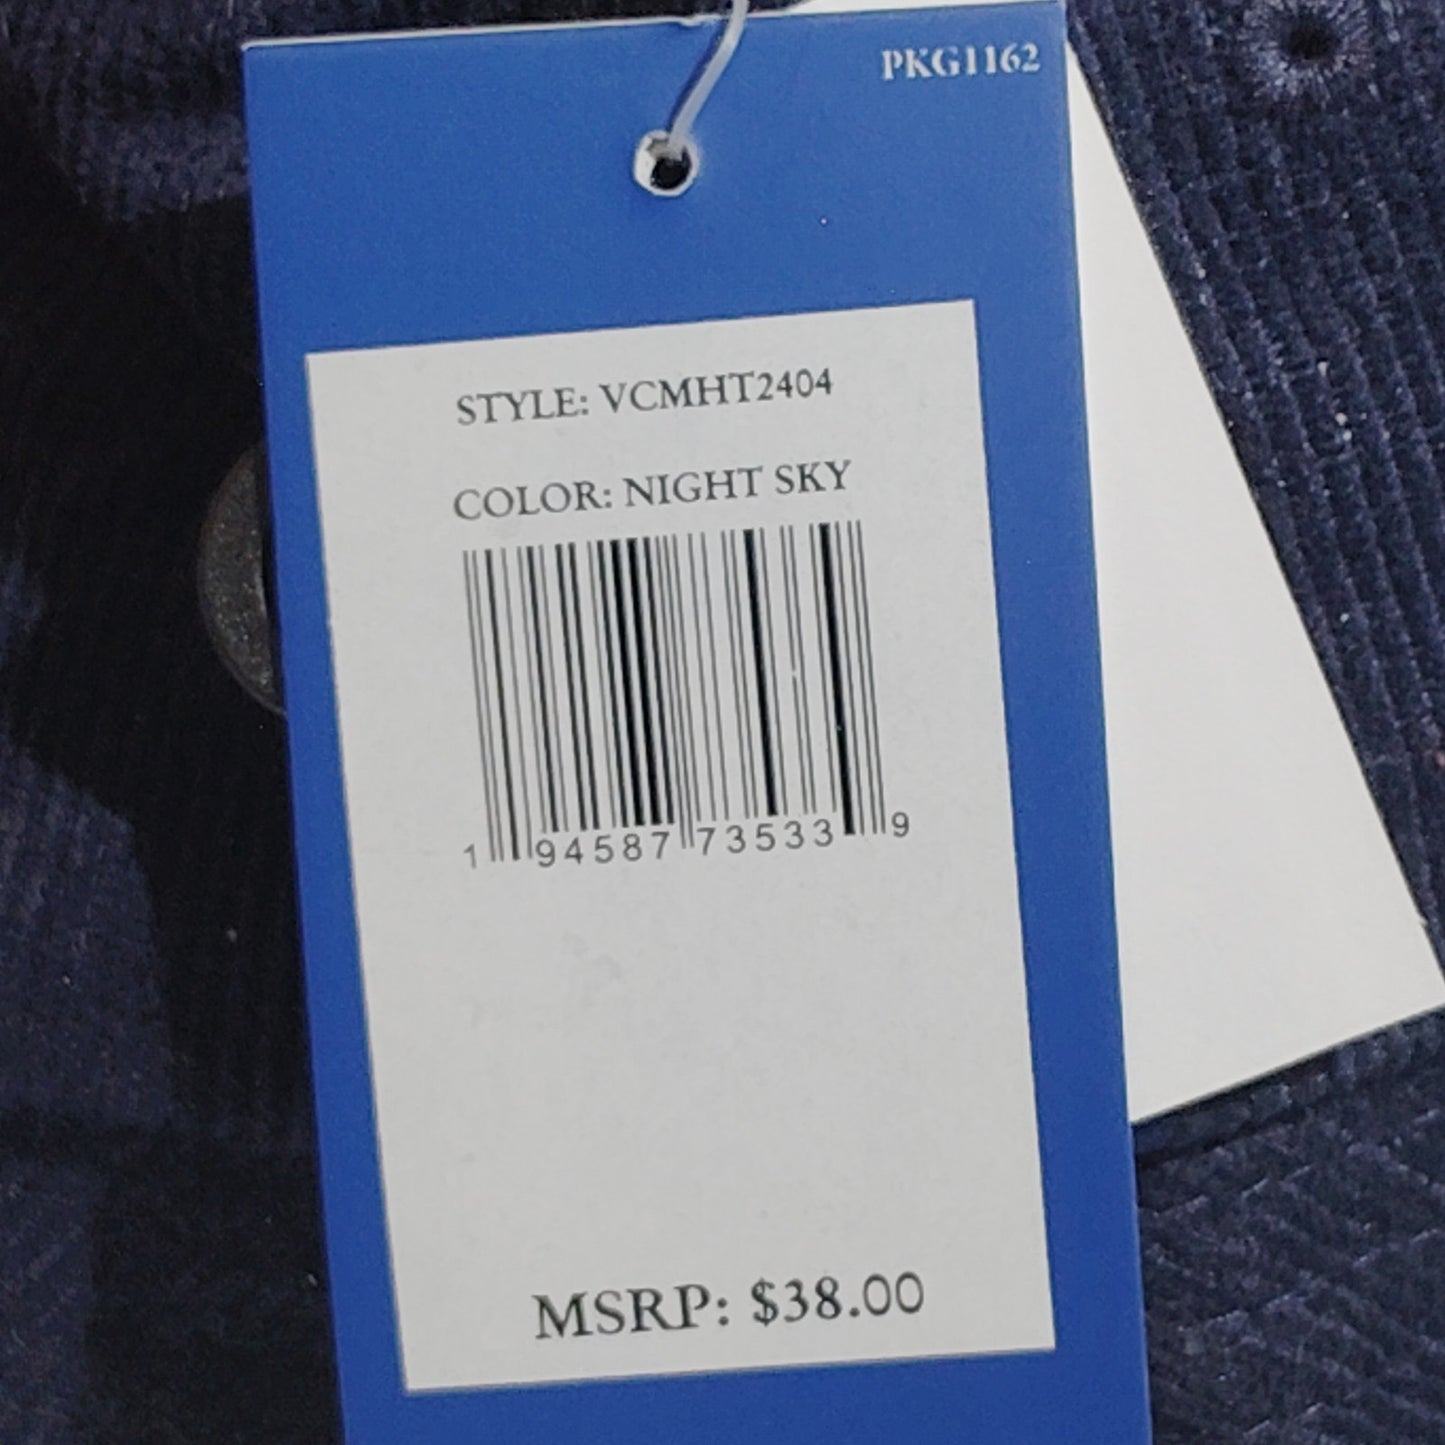 PKG1162
STYLE: VCMHT2404
COLOR: NIGHT SKY
1 94587 73533 9
MSRP: $38.00